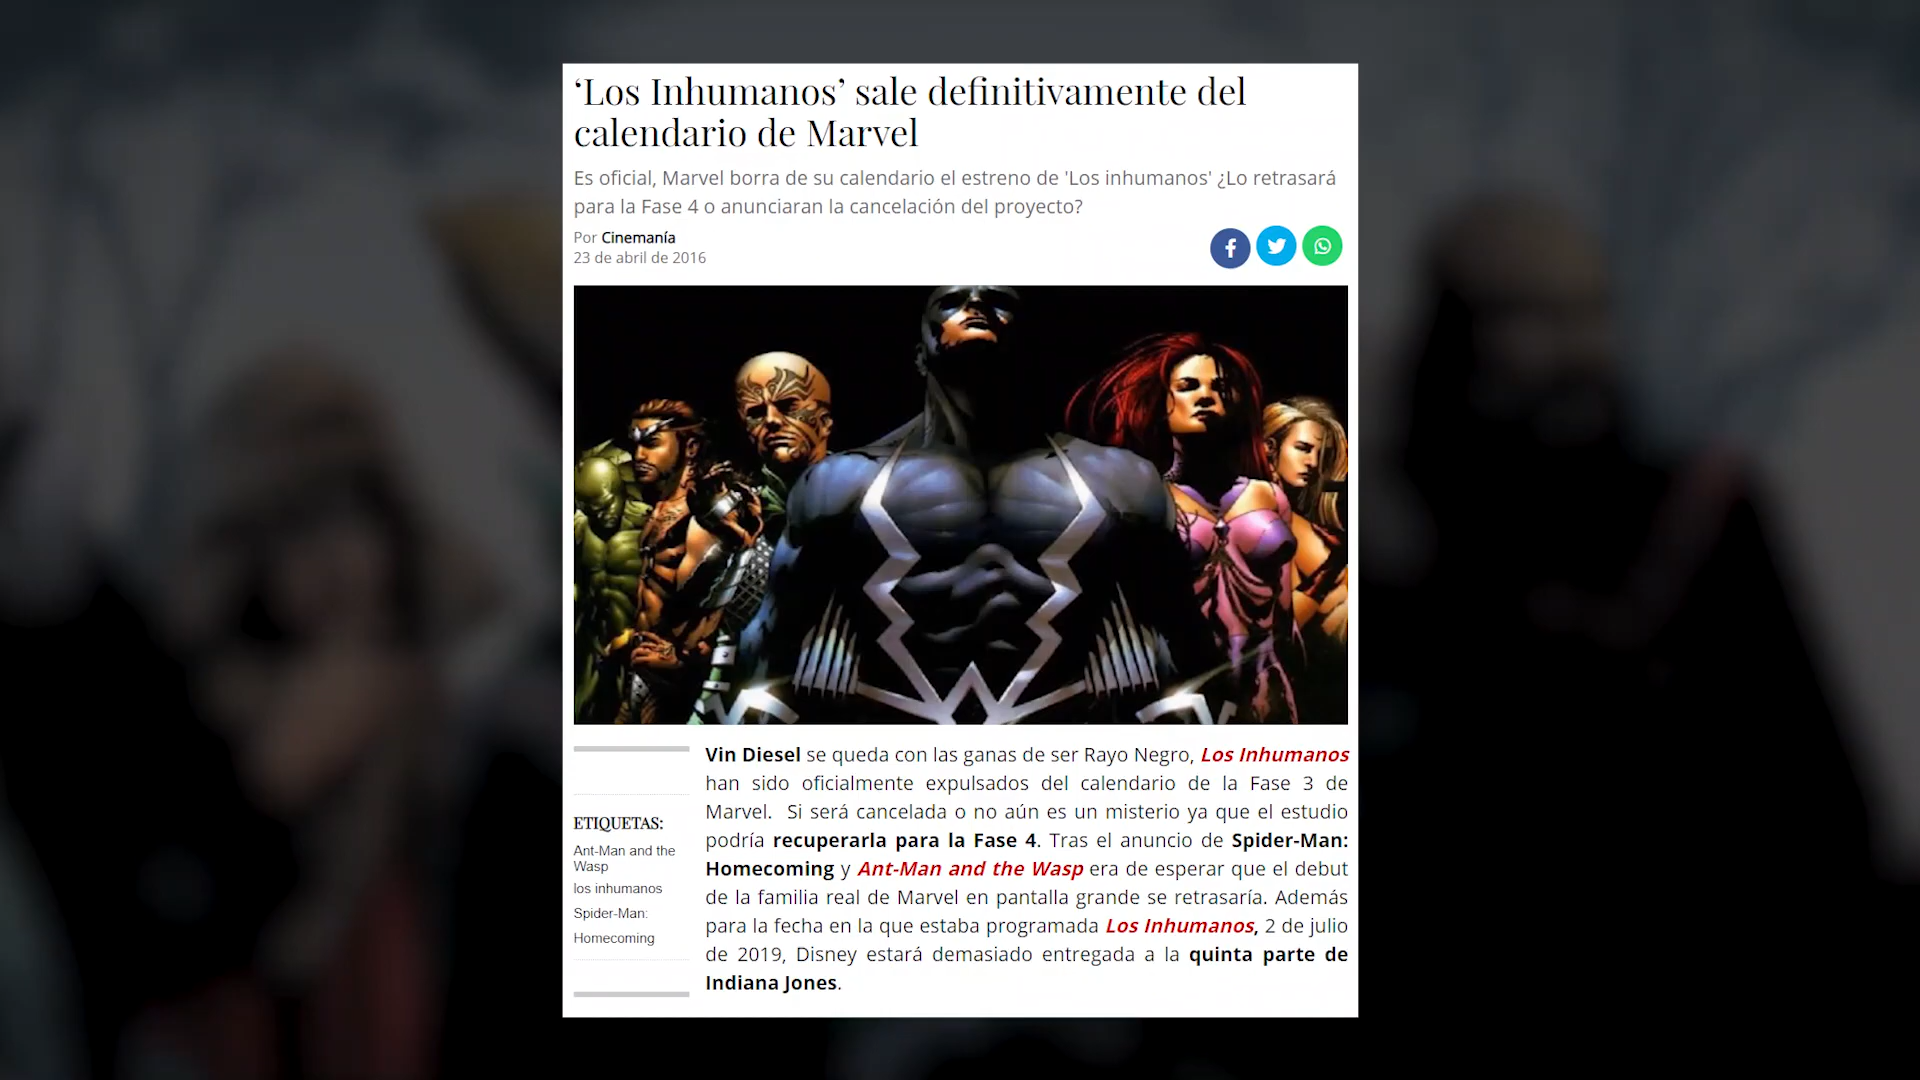 ‘Los Inhumanos’ sale definitivamente del
calendario de Marvel
Es oficial, Marvel borra de su calendario el estreno de 'Los inhumanos' ¿Lo retrasará
para la Fase 4 o anunciaran la cancelación del proyecto?
Por Cinemanía
23 de abril de 2016
Vin Diesel se queda con las ganas de ser Rayo Negro, Los Inhumanos
han sido oficialmente expulsados del calendario de la Fase 3 de
Marvel. Si será cancelada o no aún es un misterio ya que el estudio
podría recuperarla para la Fase 4. Tras el anuncio de Spider-Man:
Homecoming y Ant-Man and the Wasp era de esperar que el debut
de la familia real de Marvel en pantalla grande se retrasaría. Además
para la fecha en la que estaba programada Los Inhumanos, 2 de julio
de 2019, Disney estará demasiado entregada a la quinta parte de
Indiana Jones.
ETIQUETAS:
Ant-Man and the
Wasp
los inhumanos
Spider-Man:
Homecoming